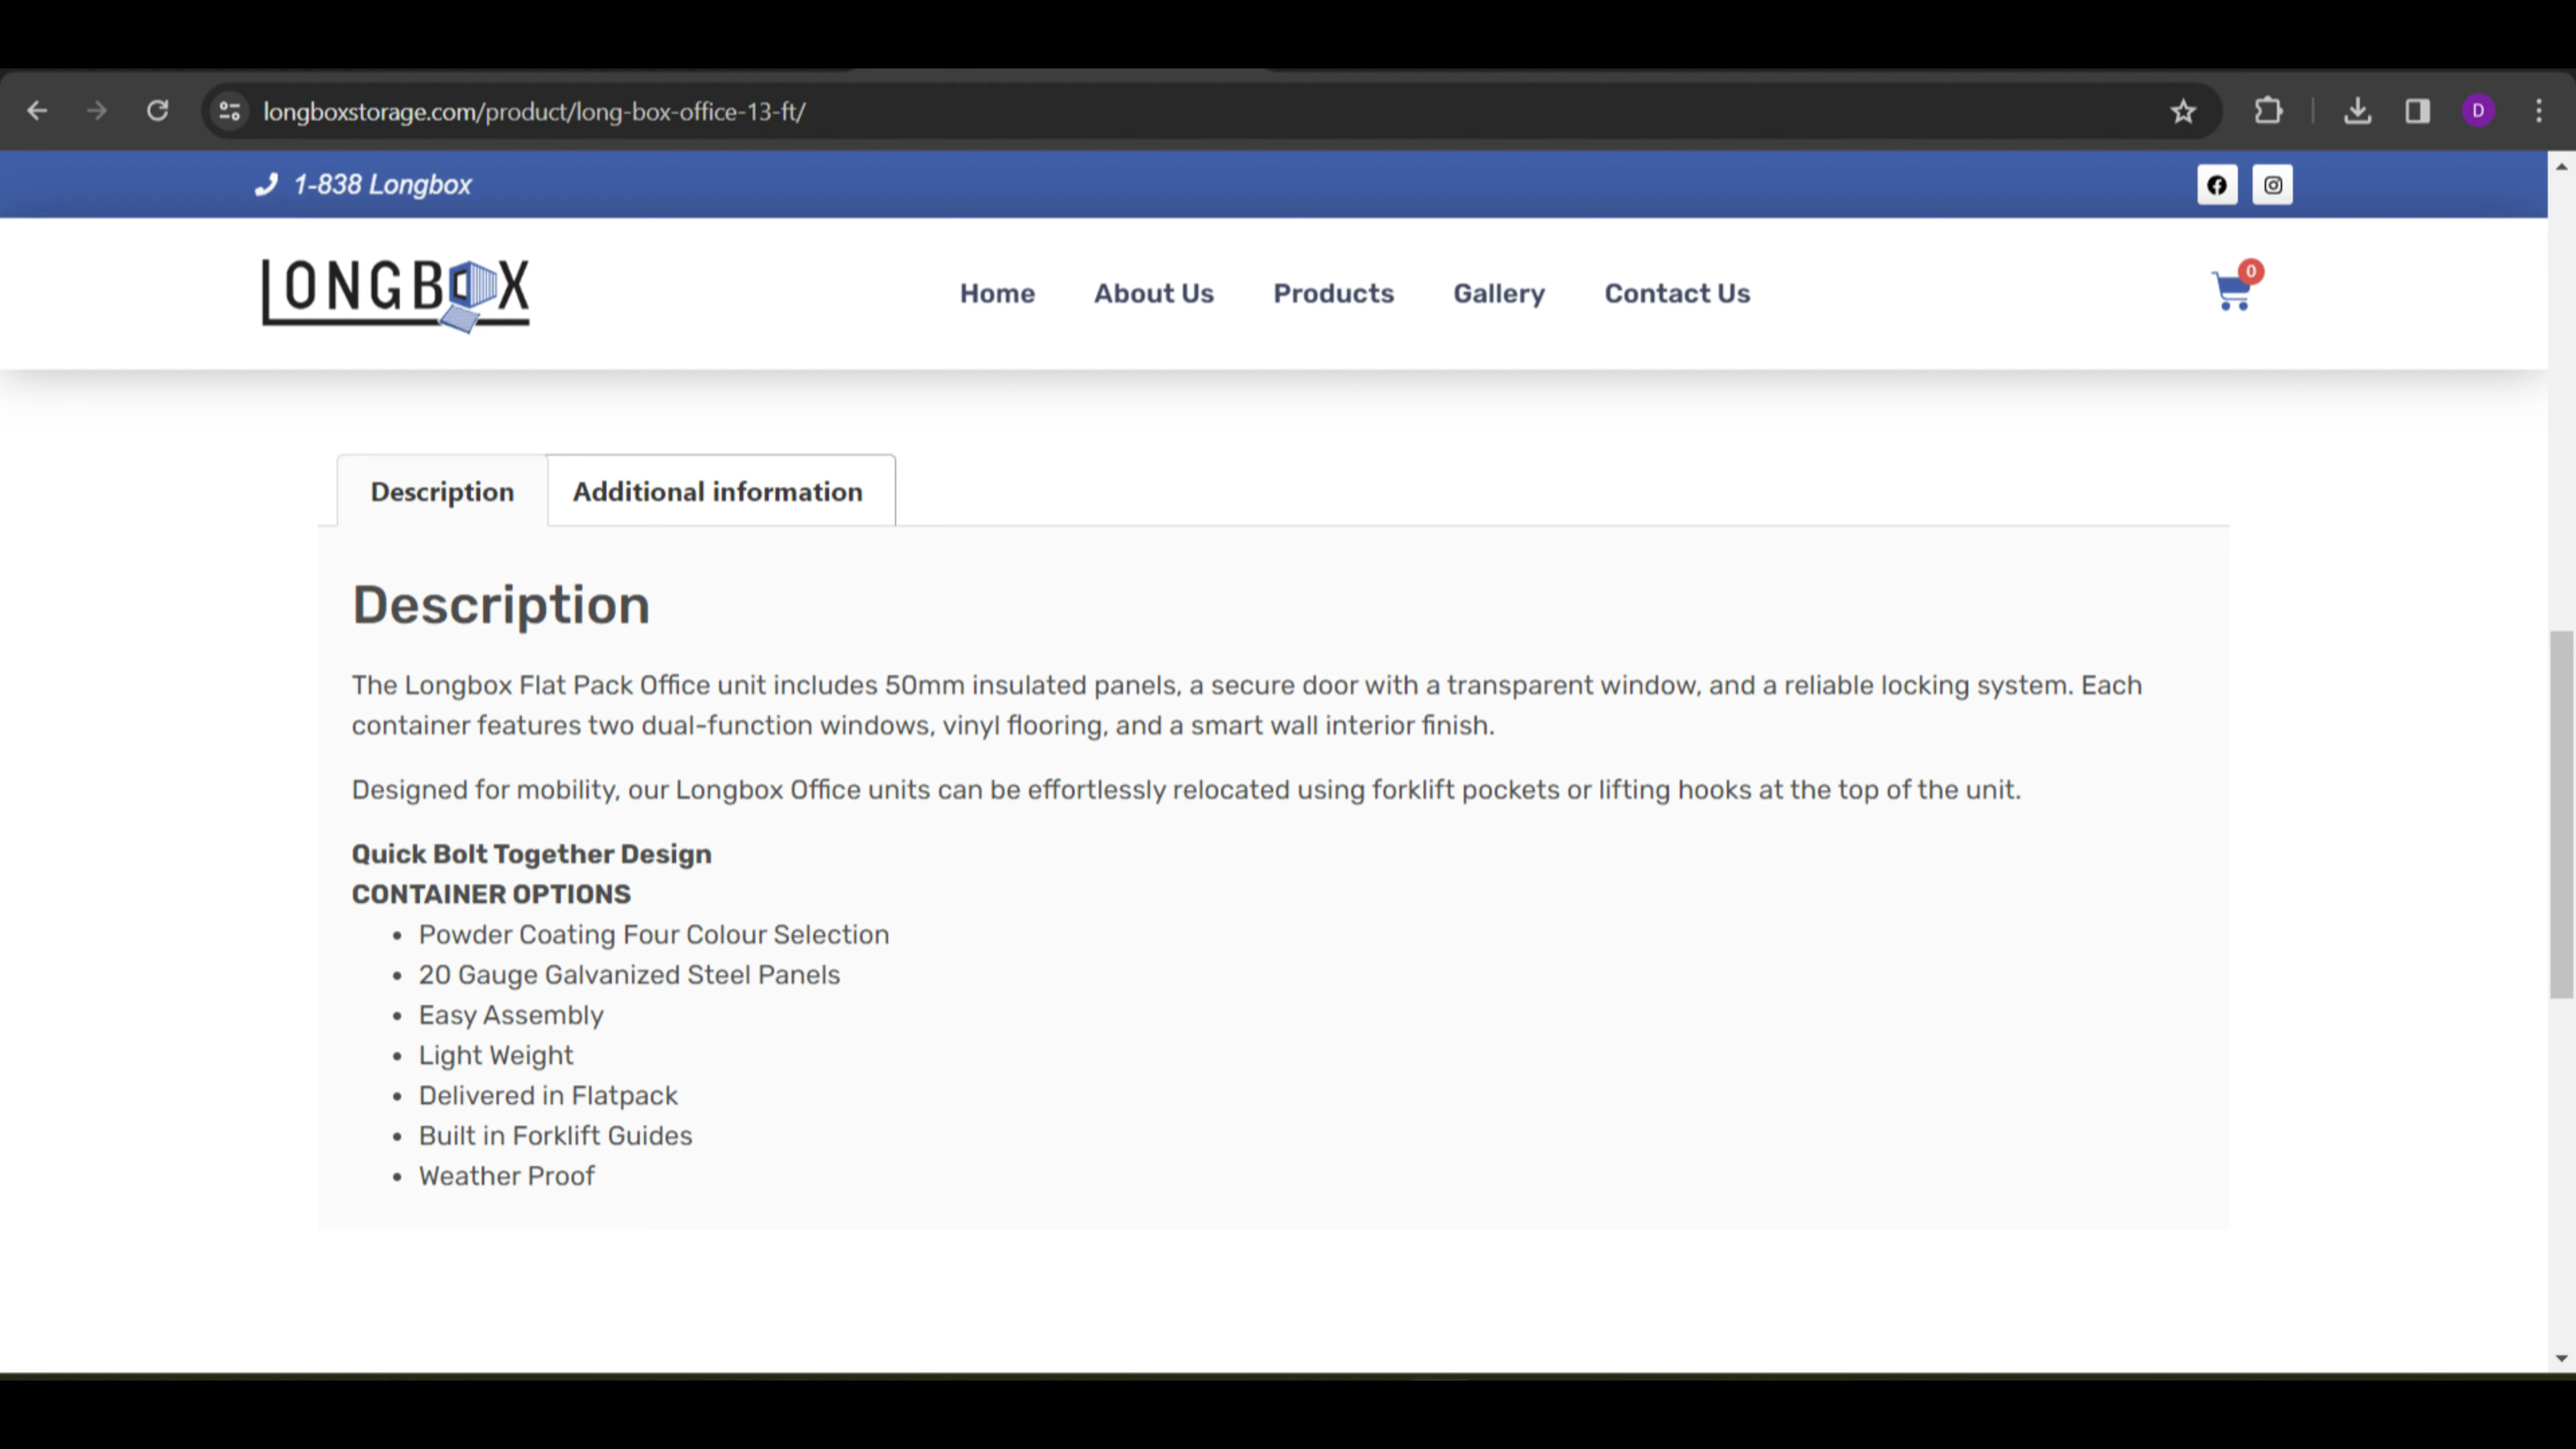 longboxstorage.com/product/long-box-office-13-ft/
D
1-838 Longbox
LONGBOX
Home
About Us
Products
Gallery
Contact Us
0
Description
Additional information
Description
The Longbox Flat Pack Office unit includes 50mm insulated panels, a secure door with a transparent window, and a reliable locking system. Each
container features two dual-function windows, vinyl flooring, and a smart wall interior finish.
Designed for mobility, our Longbox Office units can be effortlessly relocated using forklift pockets or lifting hooks at the top of the unit.
Quick Bolt Together Design
CONTAINER OPTIONS
• Powder Coating Four Colour Selection
• 20 Gauge Galvanized Steel Panels
• Easy Assembly
• Light Weight
• Delivered in Flatpack
• Built in Forklift Guides
• Weather Proof